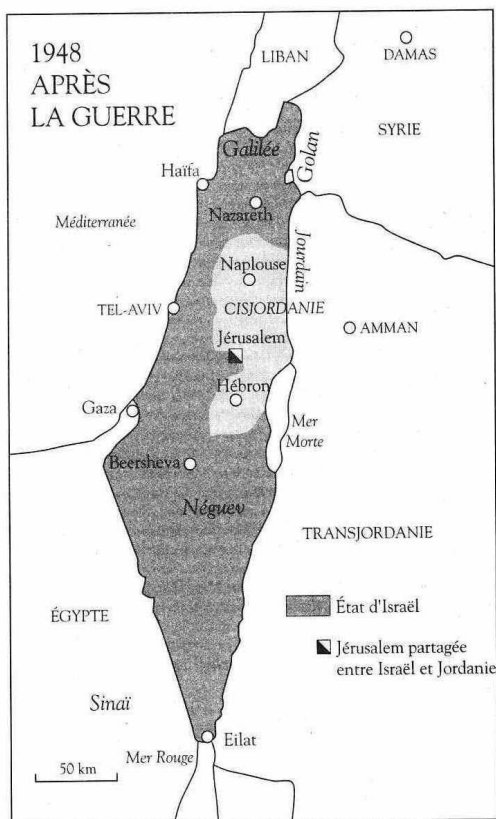 1948
APRÈS
LA GUERRE
LIBAN
DAMAS
SYRIE
Galilée
Golan
Haïfa
Nazareth
Méditerranée
Jourdain
Naplouse
TEL-AVIV
CISJORDANIE
AMMAN
Jérusalem
Hébron
Gaza
Mer
Morte
Beersheva
Néguev
TRANSJORDANIE
État d'Israël
ÉGYPTE
Jérusalem partagée
entre Israël et Jordanie
Sinaï
Eilat
Mer Rouge
50 km